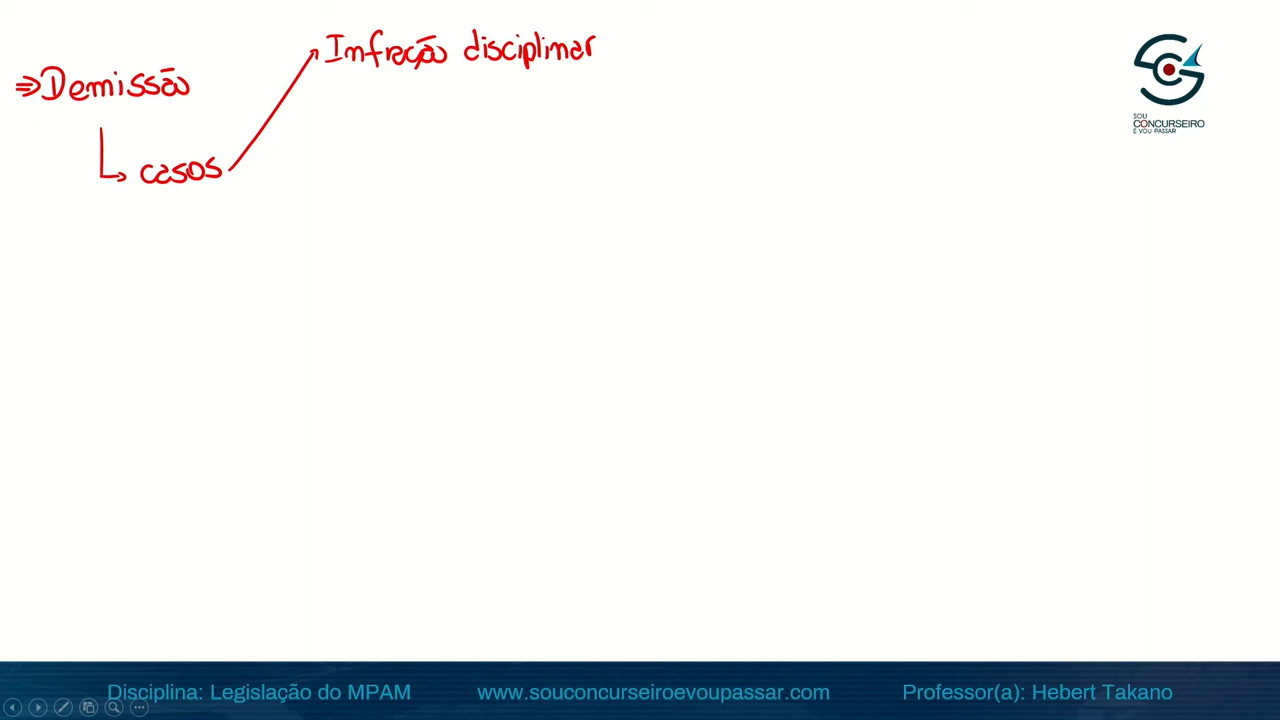 Infração disciplinar
⇒ Demissão
↳ casos
SOU
CONCURSEIRO
E VOU PASSAR
Disciplina: Legislação do MPAM
www.souconcurseiroevoupassar.com
Professor(a): Hebert Takano